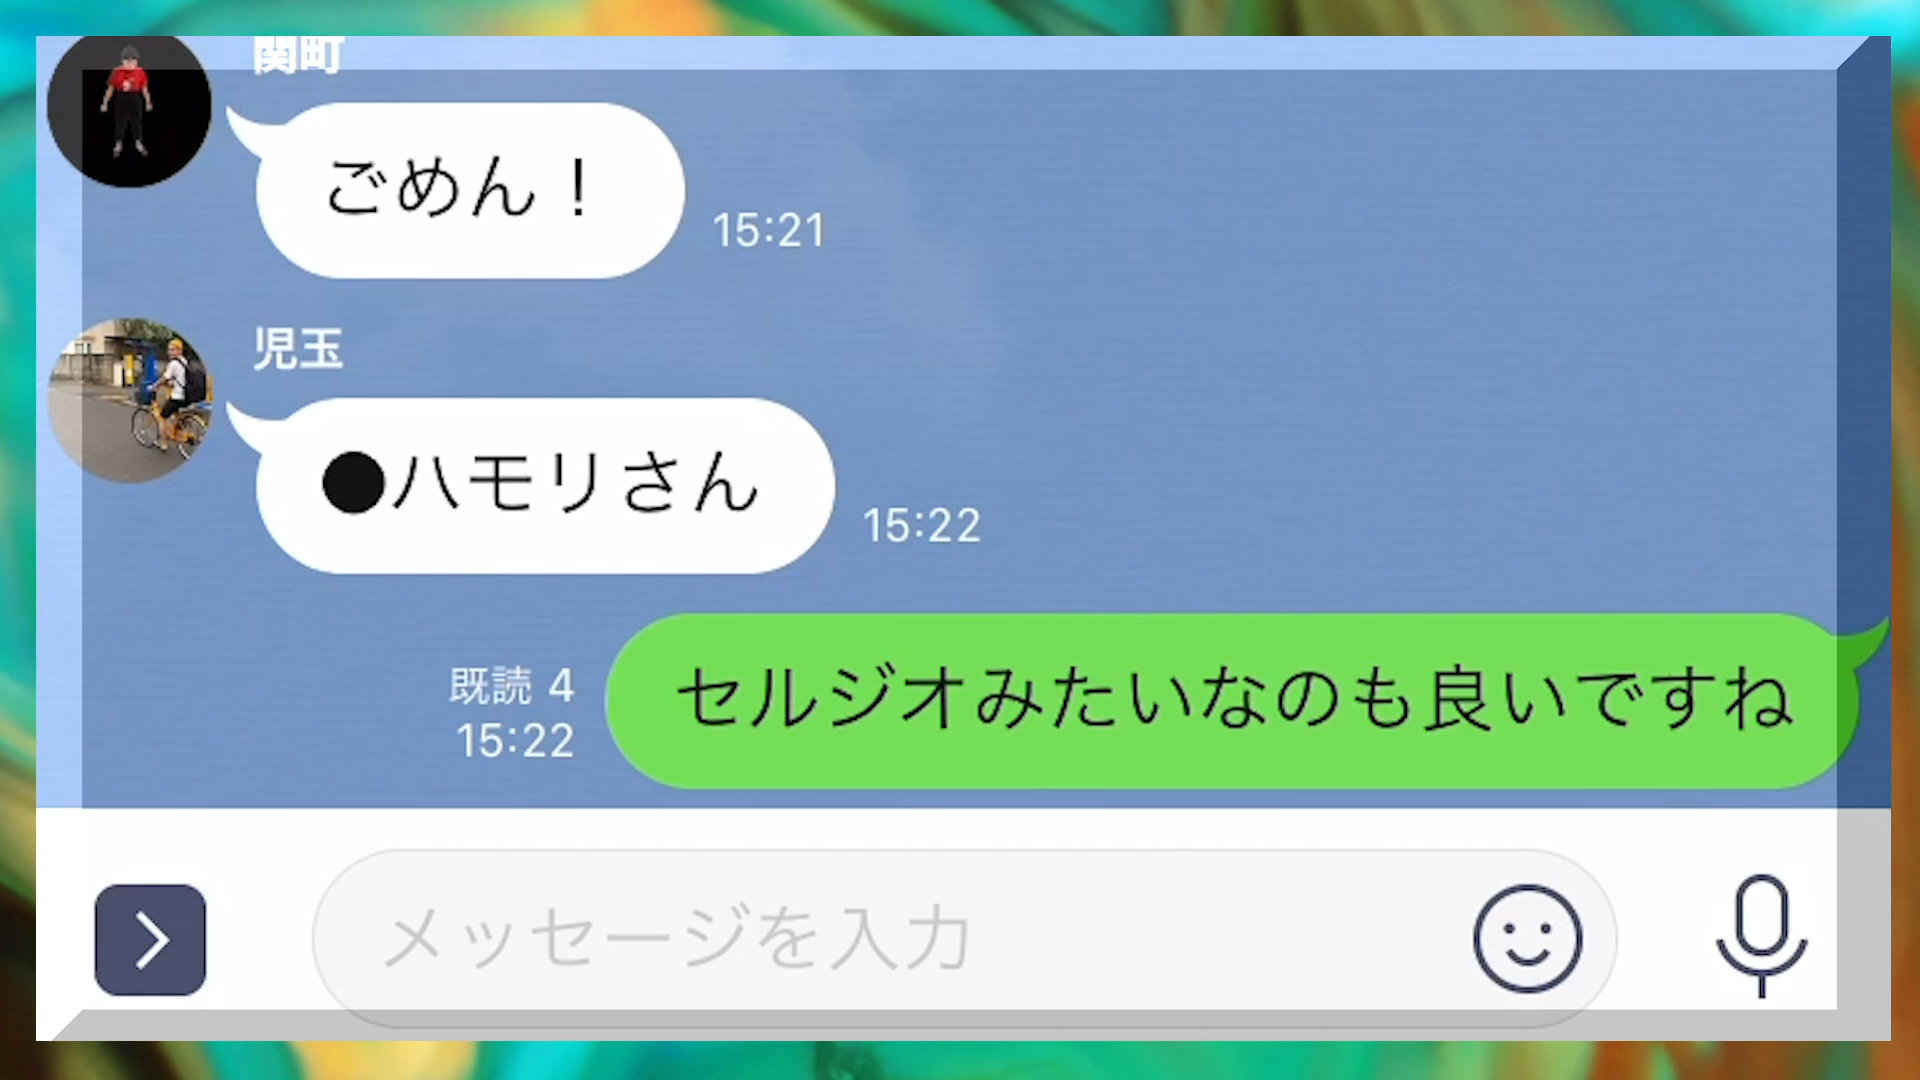 関町
ごめん！
15:21
児玉
●ハモリさん
15:22
セルジオみたいなのも良いですね
既読 4
15:22
メッセージを入力